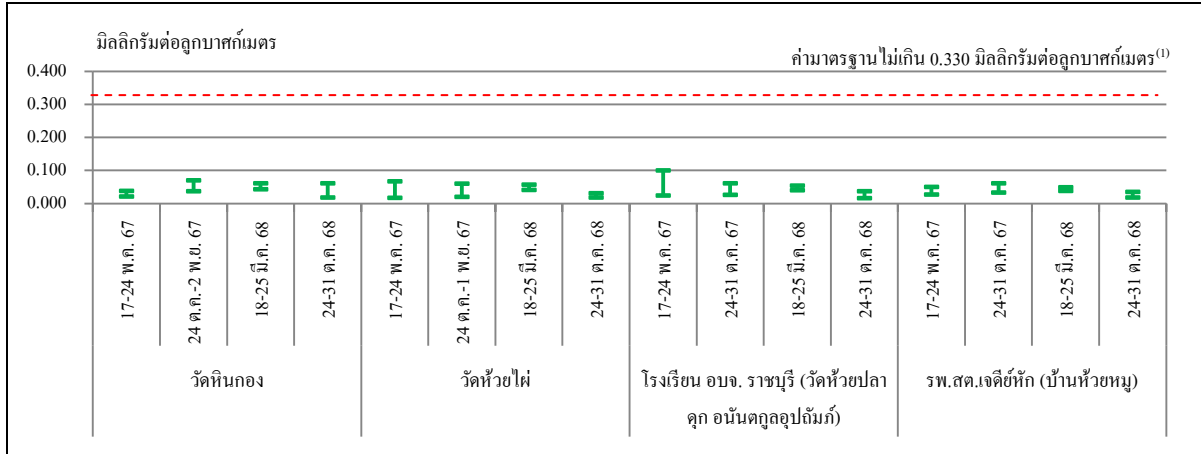 มิลลิกรัมต่อลูกบาศก์เมตร
ค่ามาตรฐานไม่เกิน 0.330 มิลลิกรัมต่อลูกบาศก์เมตร(1)
0.400
0.300
0.200
0.100
0.000
17-24 พ.ค. 67
24 ต.ค.-2 พ.ย. 67
18-25 มี.ค. 68
24-31 ต.ค. 68
17-24 พ.ค. 67
24 ต.ค.-1 พ.ย. 67
18-25 มี.ค. 68
24-31 ต.ค. 68
17-24 พ.ค. 67
24-31 ต.ค. 67
18-25 มี.ค. 68
24-31 ต.ค. 68
17-24 พ.ค. 67
24-31 ต.ค. 67
18-25 มี.ค. 68
24-31 ต.ค. 68
วัดหินกอง
วัดห้วยไผ่
โรงเรียน อบจ. ราชบุรี (วัดห้วยปลา
ดุก อนันตกูลอุปถัมภ์)
รพ.สต.เจดีย์หัก (บ้านห้วยหมู)